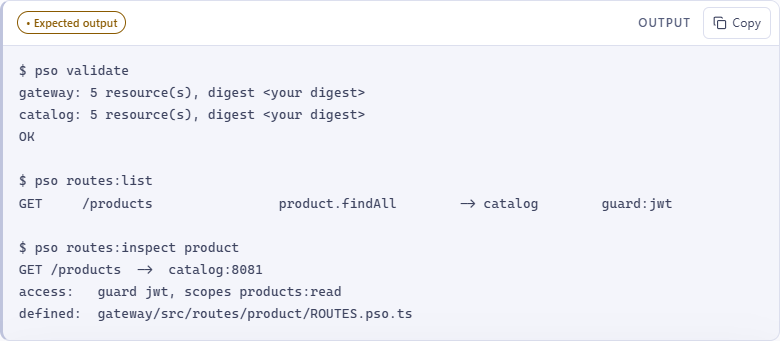 • Expected output
OUTPUT
Copy
$ pso validate
gateway: 5 resource(s), digest <your digest>
catalog: 5 resource(s), digest <your digest>
OK
$ pso routes:list
GET     /products                product.findAll        → catalog        guard:jwt
$ pso routes:inspect product
GET /products  →  catalog:8081
access:   guard jwt, scopes products:read
defined:  gateway/src/routes/product/ROUTES.pso.ts